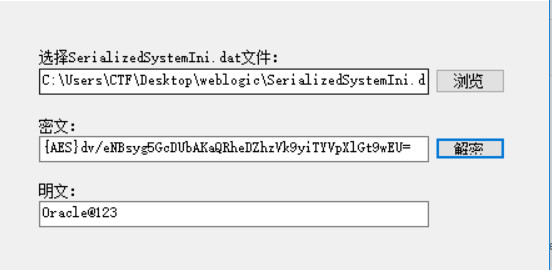 选择SerializedSystemIni.dat文件:
C:\Users\CTF\Desktop\weblogic\SerializedSystemIni.d
浏览
密文:
{AES}dv/eNBsyg5GcDUbAKaQRheDZhzVk9yiTYVpXlGt9wEU=
解密
明文:
Oracle@123